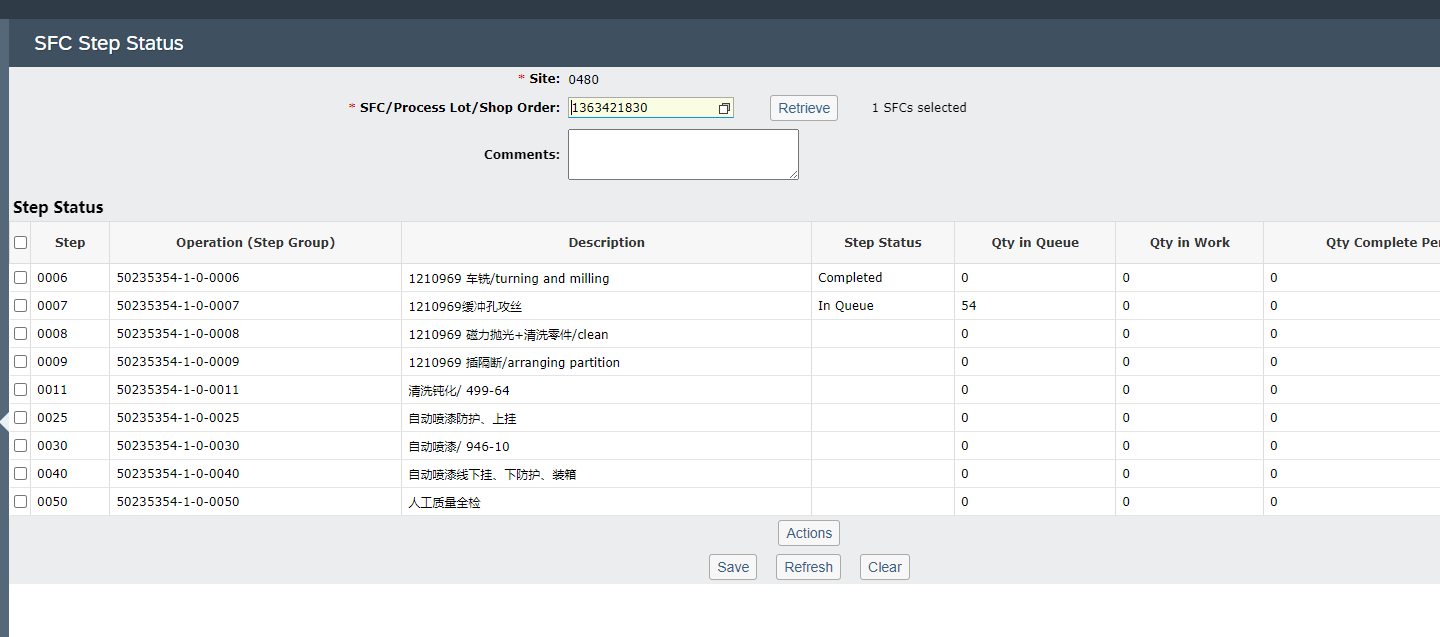 SFC Step Status
* Site: 0480
* SFC/Process Lot/Shop Order: 1363421830 Retrieve 1 SFCs selected
Comments:
Step Status
Step Operation (Step Group) Description Step Status Qty in Queue Qty in Work Qty Complete Pe
0006 50235354-1-0-0006 1210969 车铣/turning and milling Completed 0 0 0
0007 50235354-1-0-0007 1210969缓冲孔攻丝 In Queue 54 0 0
0008 50235354-1-0-0008 1210969 磁力抛光+清洗零件/clean 0 0 0
0009 50235354-1-0-0009 1210969 插隔断/arranging partition 0 0 0
0011 50235354-1-0-0011 清洗钝化/ 499-64 0 0 0
0025 50235354-1-0-0025 自动喷漆防护、上挂 0 0 0
0030 50235354-1-0-0030 自动喷漆/ 946-10 0 0 0
0040 50235354-1-0-0040 自动喷漆线下挂、下防护、装箱 0 0 0
0050 50235354-1-0-0050 人工质量全检 0 0 0
Actions
Save Refresh Clear